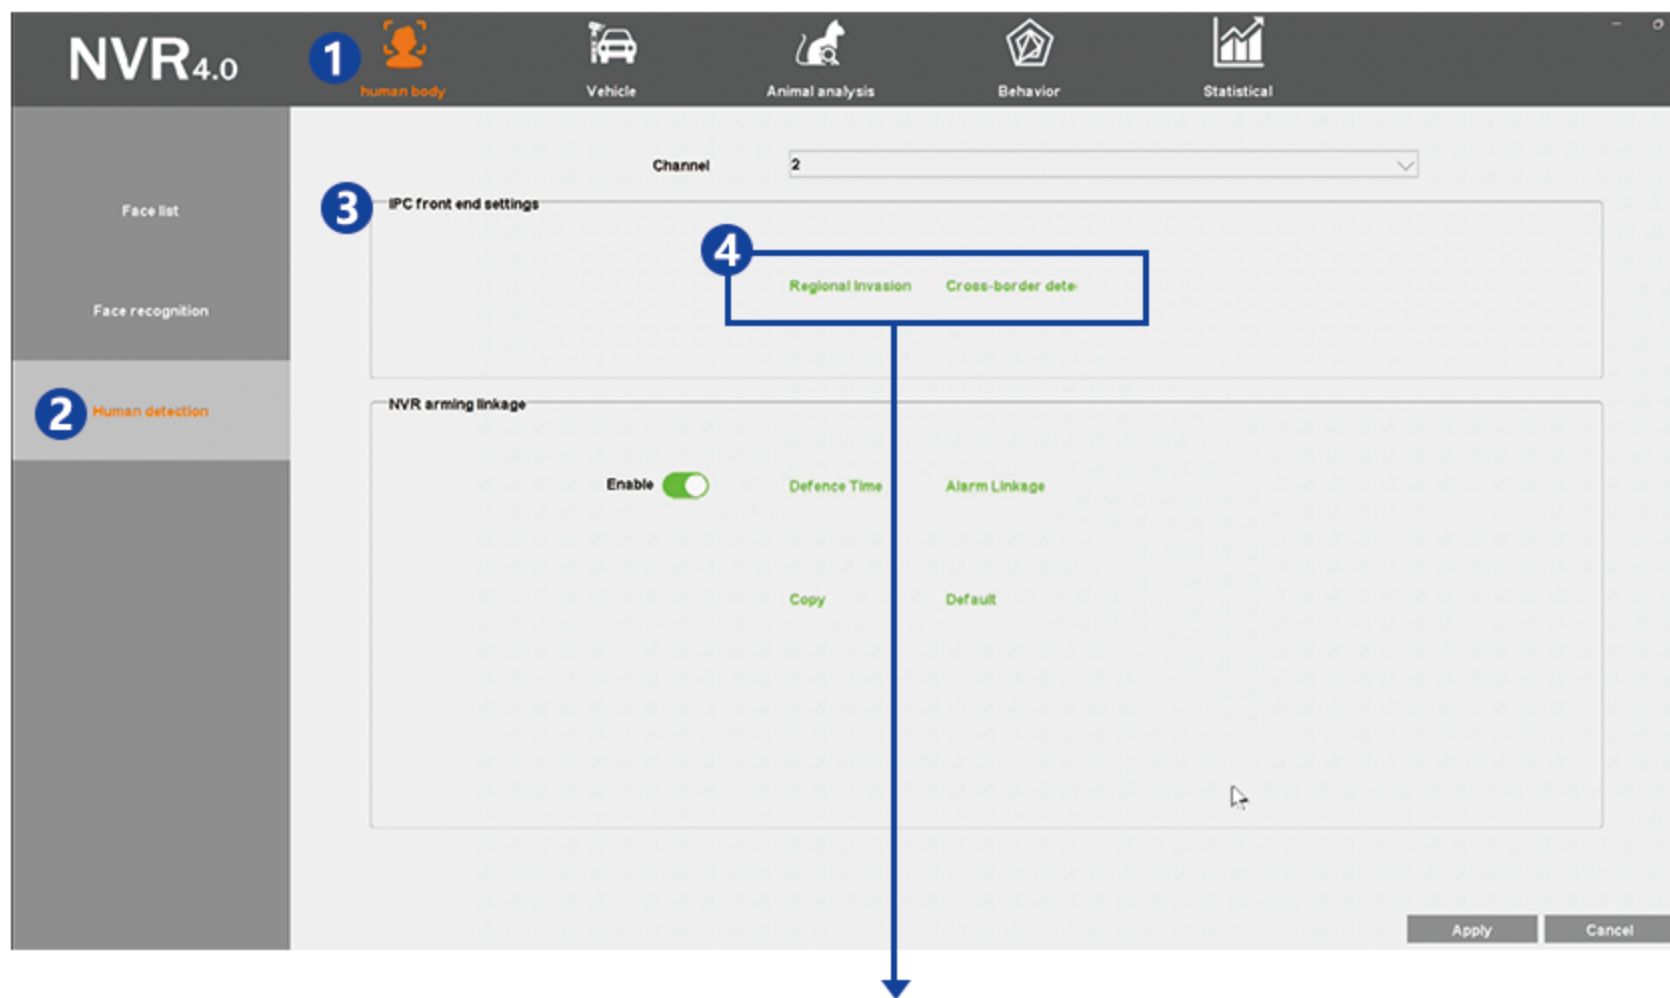 NVR4.0
1
human body
Vehicle
Animal analysis
Behavior
Statistical
Channel
2
Face list
Face recognition
2
Human detection
3
IPC front end settings
4
Regional Invasion
Cross-border dete
NVR arming linkage
Enable
Defence Time
Alarm Linkage
Copy
Default
Apply
Cancel